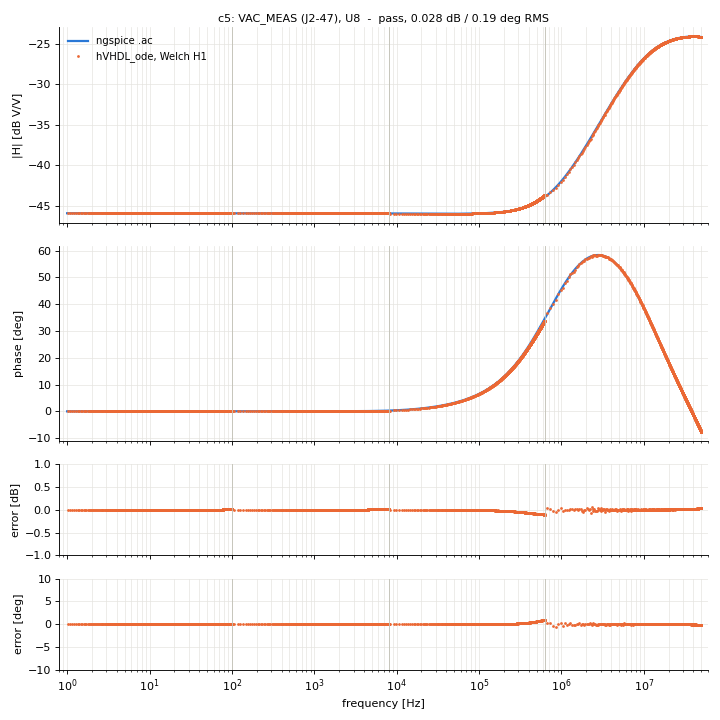 c5: VAC_MEAS (J2-47), U8 - pass, 0.028 dB / 0.19 deg RMS
ngspice .ac
hVHDL_ode, Welch H1
|H| [dB V/V]
−25
−30
−35
−40
−45
phase [deg]
60
50
40
30
20
10
0
−10
error [dB]
1.0
0.5
0.0
−0.5
−1.0
error [deg]
10
5
0
−5
−10
10⁰ 10¹ 10² 10³ 10⁴ 10⁵ 10⁶ 10⁷
frequency [Hz]